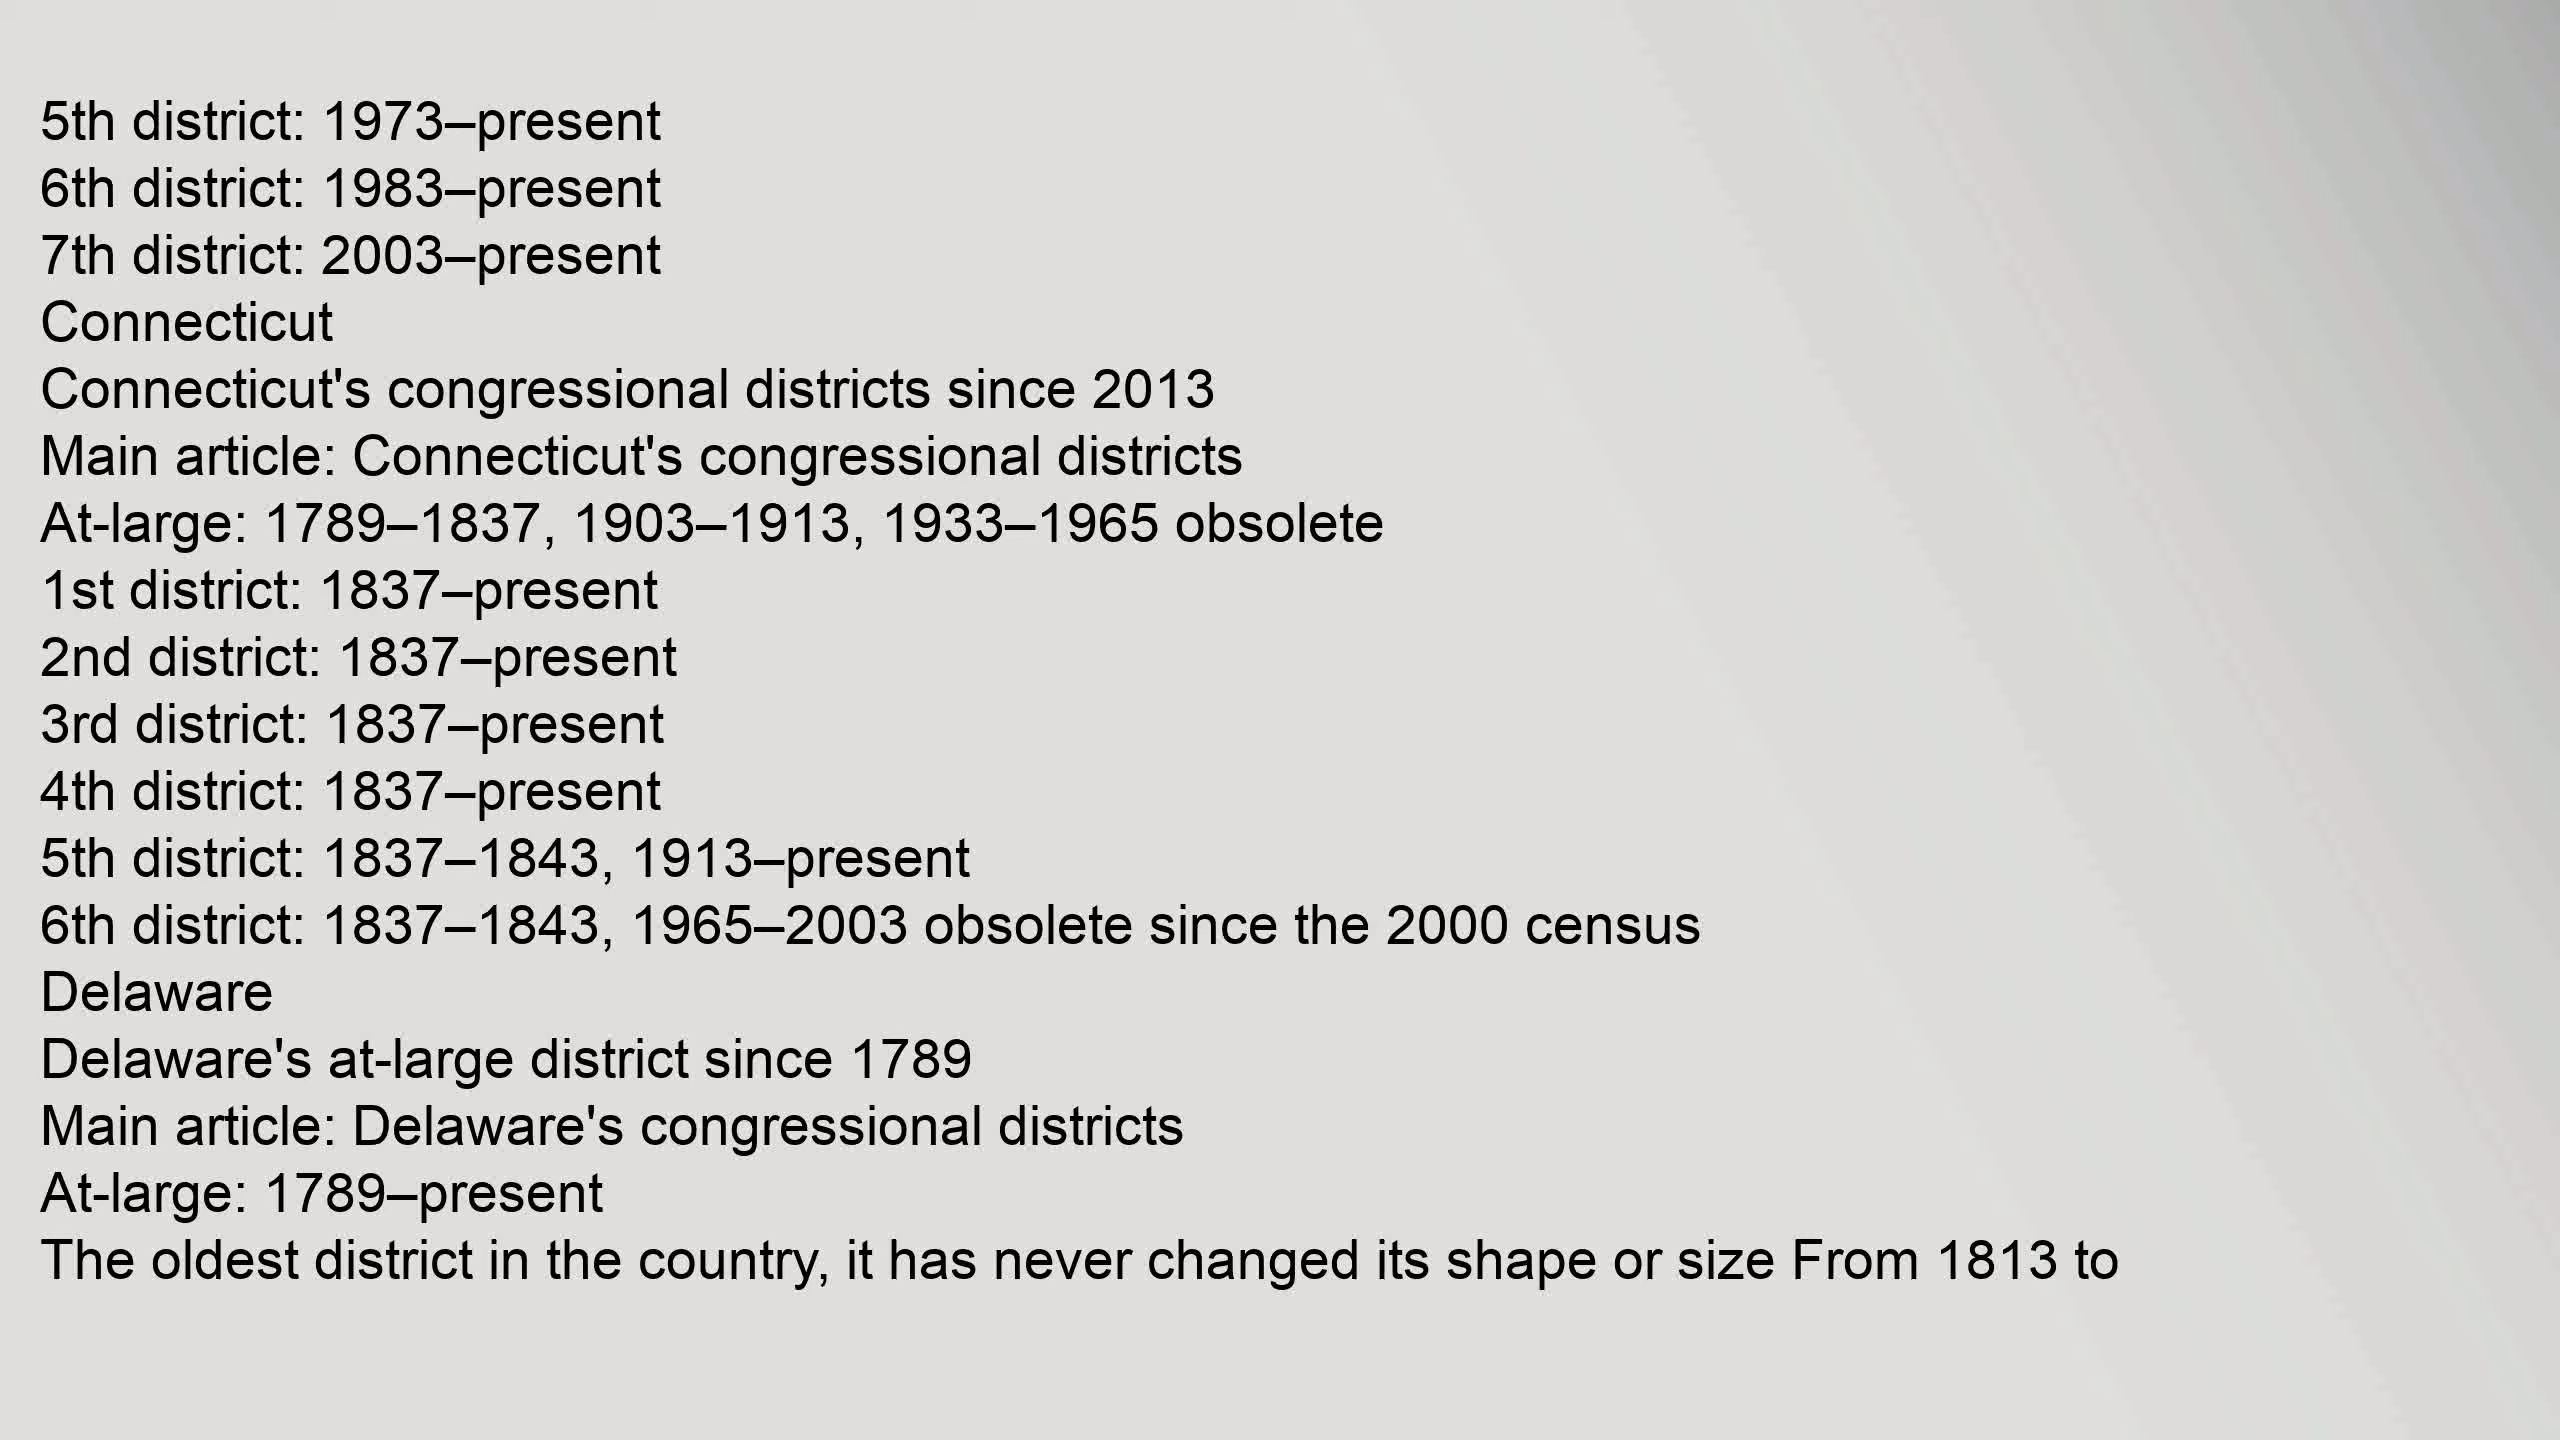 5th district: 1973–present
6th district: 1983–present
7th district: 2003–present
Connecticut
Connecticut's congressional districts since 2013
Main article: Connecticut's congressional districts
At-large: 1789–1837, 1903–1913, 1933–1965 obsolete
1st district: 1837–present
2nd district: 1837–present
3rd district: 1837–present
4th district: 1837–present
5th district: 1837–1843, 1913–present
6th district: 1837–1843, 1965–2003 obsolete since the 2000 census
Delaware
Delaware's at-large district since 1789
Main article: Delaware's congressional districts
At-large: 1789–present
The oldest district in the country, it has never changed its shape or size From 1813 to